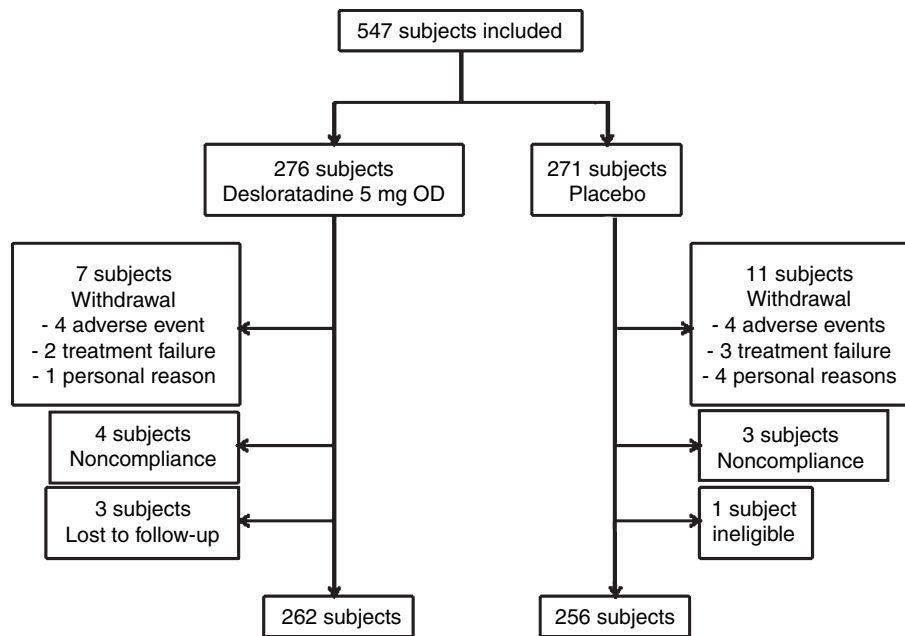 547 subjects included
276 subjects
Desloratadine 5 mg OD
271 subjects
Placebo
7 subjects
Withdrawal
- 4 adverse event
- 2 treatment failure
- 1 personal reason
11 subjects
Withdrawal
- 4 adverse events
- 3 treatment failure
- 4 personal reasons
4 subjects
Noncompliance
3 subjects
Noncompliance
3 subjects
Lost to follow-up
1 subject
ineligible
262 subjects
256 subjects